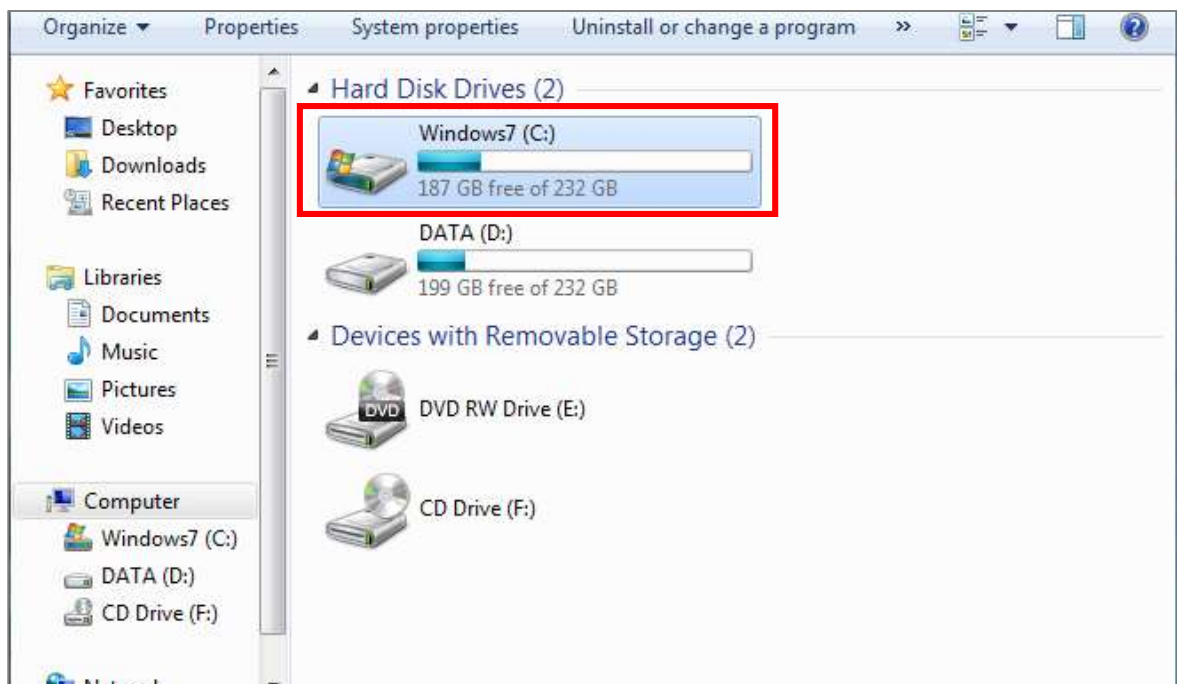 Organize Properties System properties Uninstall or change a program »
Favorites
Desktop
Downloads
Recent Places
Libraries
Documents
Music
Pictures
Videos
Computer
Windows7 (C:)
DATA (D:)
CD Drive (F:)
Hard Disk Drives (2)
Windows7 (C:)
187 GB free of 232 GB
DATA (D:)
199 GB free of 232 GB
Devices with Removable Storage (2)
DVD
DVD RW Drive (E:)
CD Drive (F:)